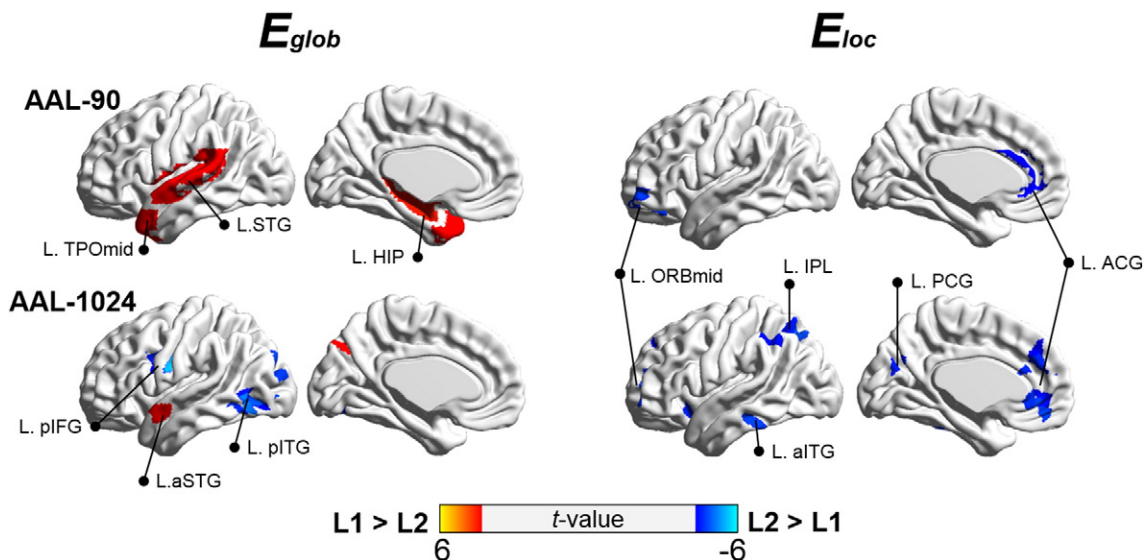 Eglob
Eloc
AAL-90
L.STG
L. TPOmid
L. HIP
L. ORBmid
L. IPL
L. PCG
L. ACG
AAL-1024
L. pIFG
L.aSTG
L. pITG
L. aITG
L1 > L2
t-value
L2 > L1
6
-6